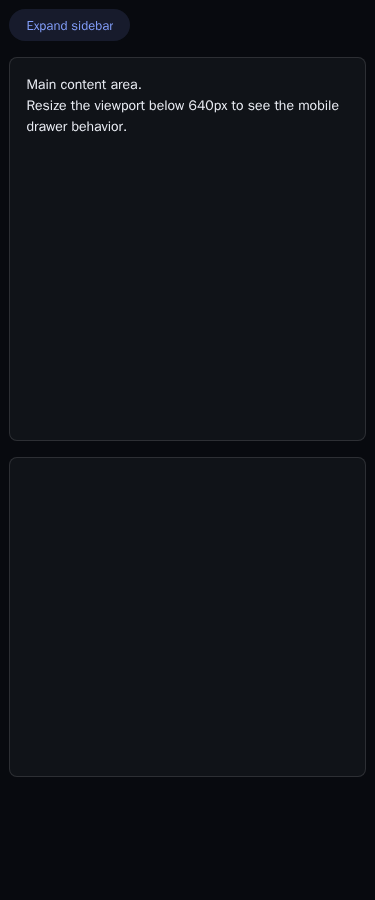 Expand sidebar
Main content area.
Resize the viewport below 640px to see the mobile
drawer behavior.